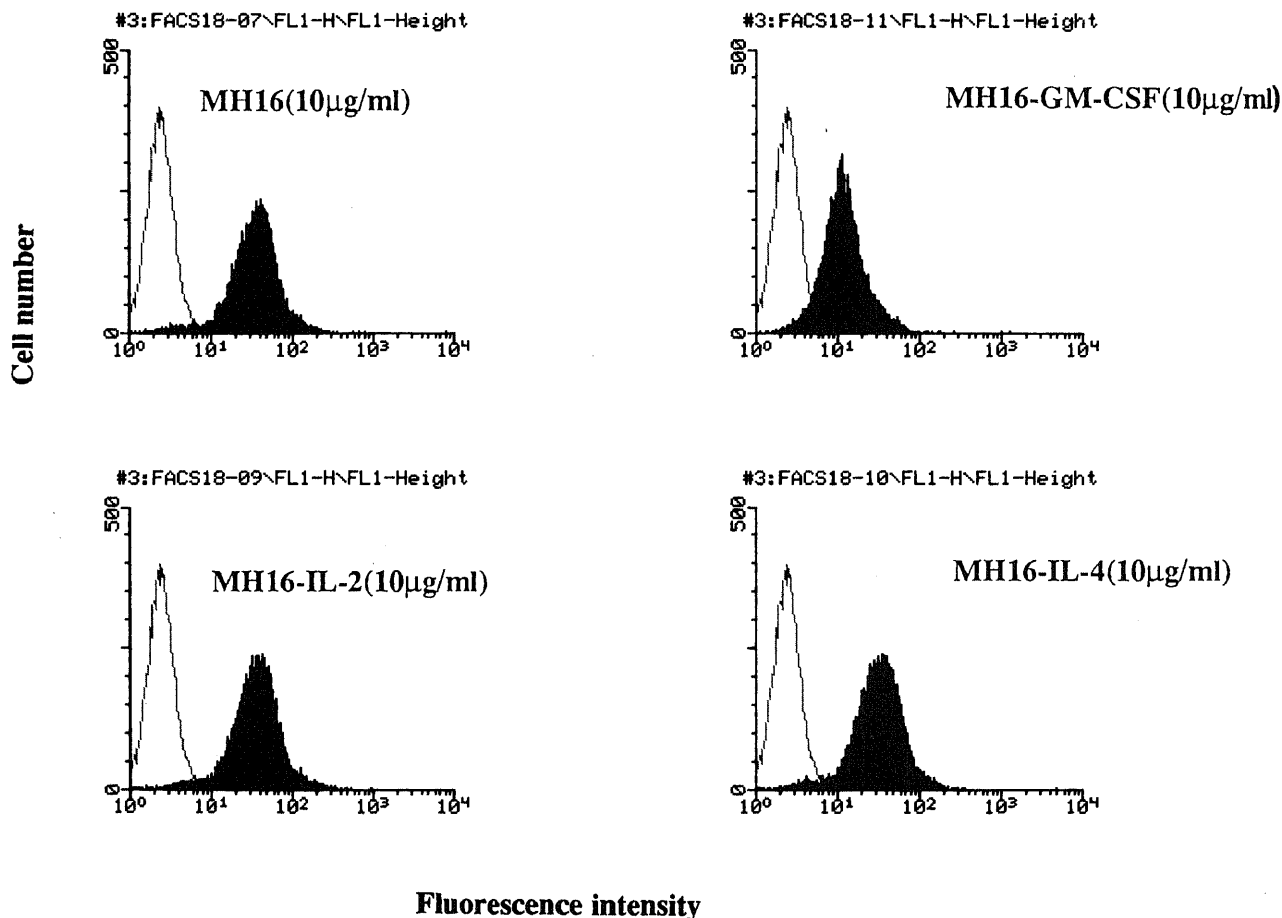 #3:FACS18-07\FL1-H\FL1-Height
500
0
MH16(10µg/ml)
10⁰ 10¹ 10² 10³ 10⁴
#3:FACS18-11\FL1-H\FL1-Height
500
0
MH16-GM-CSF(10µg/ml)
10⁰ 10¹ 10² 10³ 10⁴
Cell number
#3:FACS18-09\FL1-H\FL1-Height
500
0
MH16-IL-2(10µg/ml)
10⁰ 10¹ 10² 10³ 10⁴
#3:FACS18-10\FL1-H\FL1-Height
500
0
MH16-IL-4(10µg/ml)
10⁰ 10¹ 10² 10³ 10⁴
Fluorescence intensity